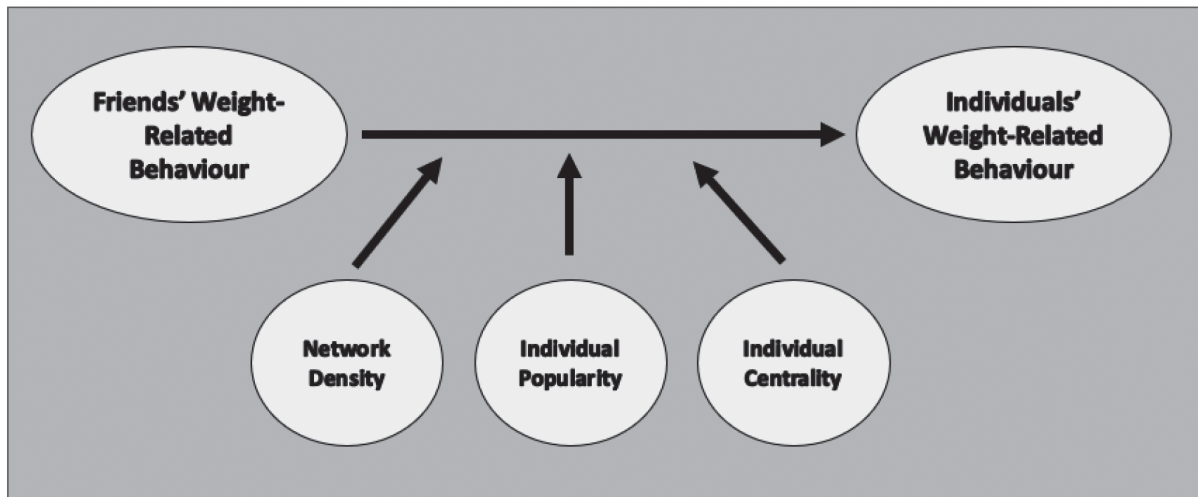 Friends’ Weight-
Related
Behaviour
Individuals’
Weight-Related
Behaviour
Network
Density
Individual
Popularity
Individual
Centrality